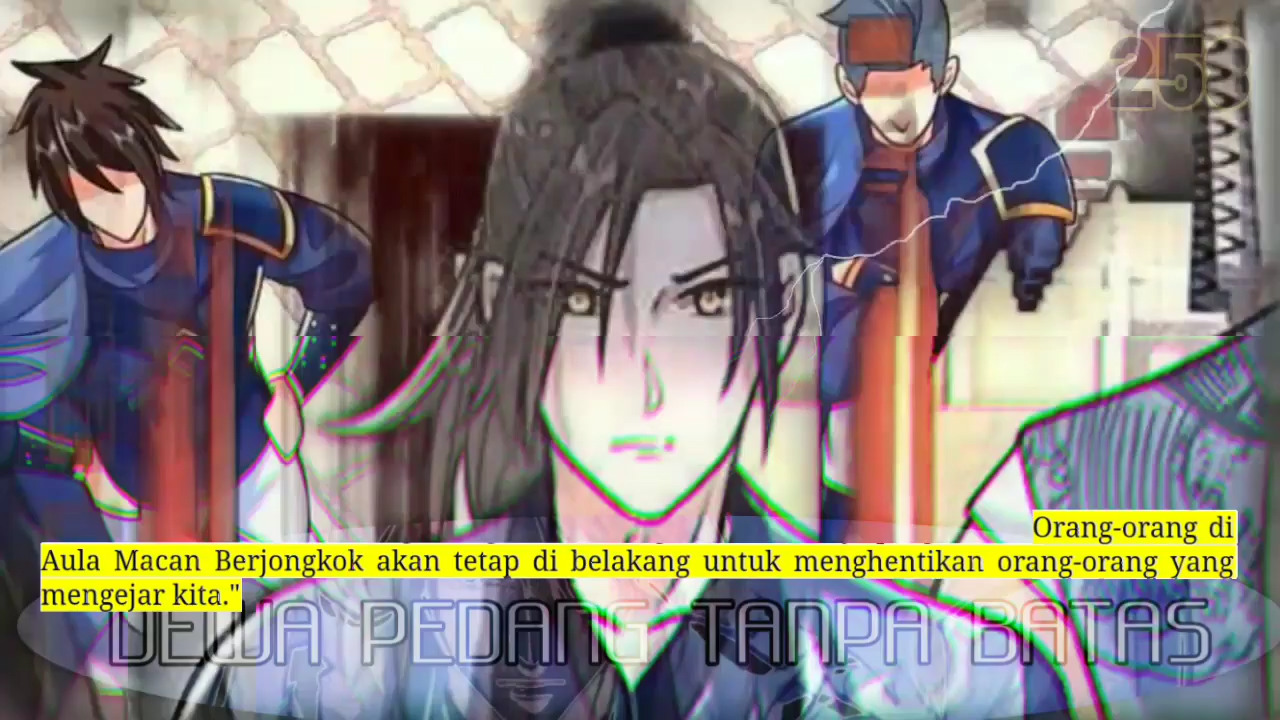 Orang-orang di
Aula Macan Berjongkok akan tetap di belakang untuk menghentikan orang-orang yang
mengejar kita."
DEWA PEDANG TANPA BATAS